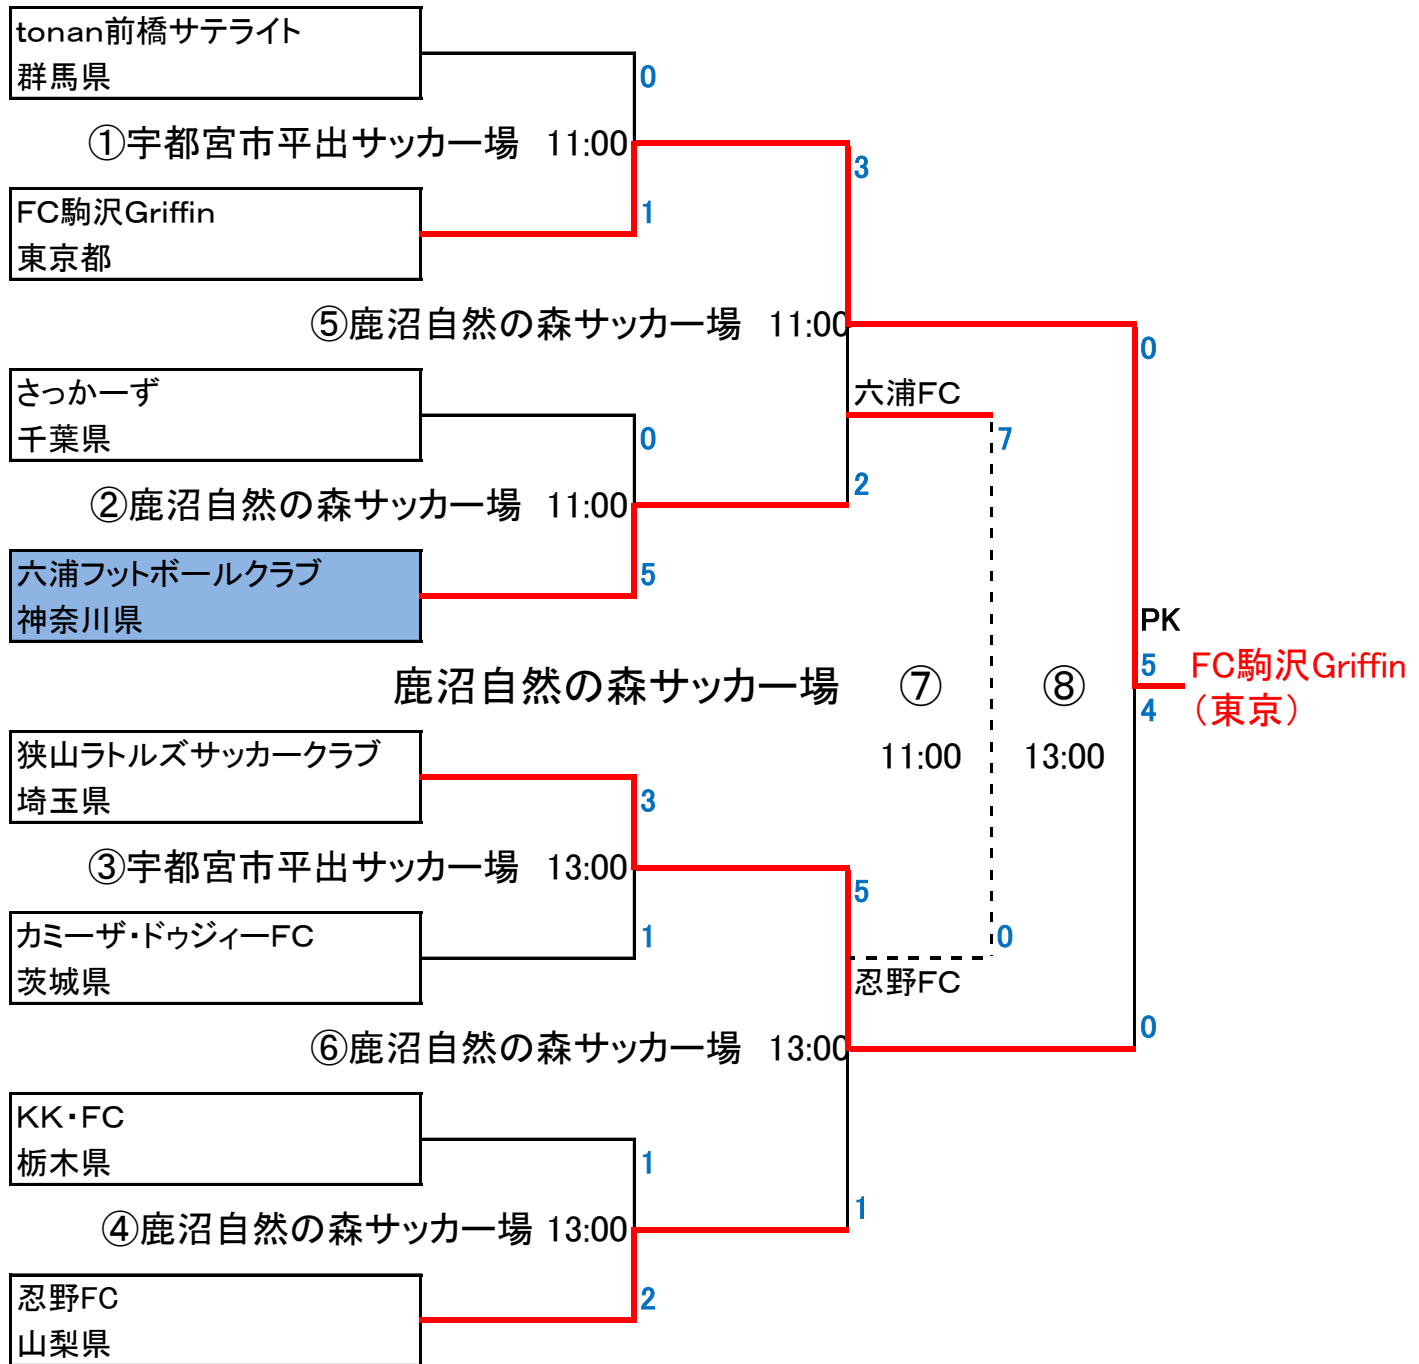 tonan前橋サテライト
群馬県
0
①宇都宮市平出サッカー場 11:00
3
FC駒沢Griffin
東京都
1
⑤鹿沼自然の森サッカー場 11:00
0
さっかーず
千葉県
0
六浦FC
7
②鹿沼自然の森サッカー場 11:00
2
六浦フットボールクラブ
神奈川県
5
PK
鹿沼自然の森サッカー場 ⑦ ⑧
11:00 13:00
5
4
FC駒沢Griffin
（東京）
狭山ラトルズサッカークラブ
埼玉県
3
③宇都宮市平出サッカー場 13:00
5
カミーザ・ドゥジィーFC
茨城県
1
0
忍野FC
⑥鹿沼自然の森サッカー場 13:00
0
KK・FC
栃木県
1
④鹿沼自然の森サッカー場 13:00
1
忍野FC
山梨県
2